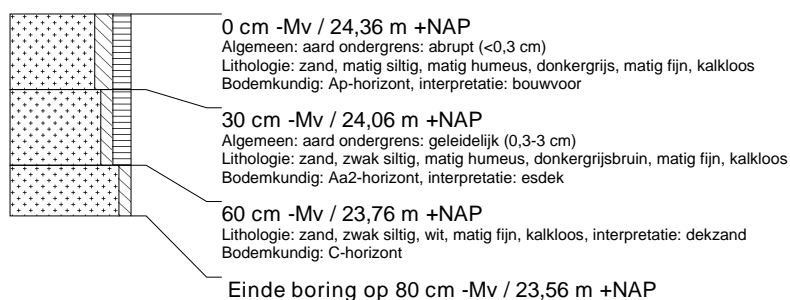 0 cm -Mv / 24,36 m +NAP
Algemeen: aard ondergrens: abrupt (<0,3 cm)
Lithologie: zand, matig siltig, matig humeus, donkergrijs, matig fijn, kalkloos
Bodemkundig: Ap-horizont, interpretatie: bouwvoor
30 cm -Mv / 24,06 m +NAP
Algemeen: aard ondergrens: geleidelijk (0,3-3 cm)
Lithologie: zand, zwak siltig, matig humeus, donkergrijsbruin, matig fijn, kalkloos
Bodemkundig: Aa2-horizont, interpretatie: esdek
60 cm -Mv / 23,76 m +NAP
Lithologie: zand, zwak siltig, wit, matig fijn, kalkloos, interpretatie: dekzand
Bodemkundig: C-horizont
Einde boring op 80 cm -Mv / 23,56 m +NAP